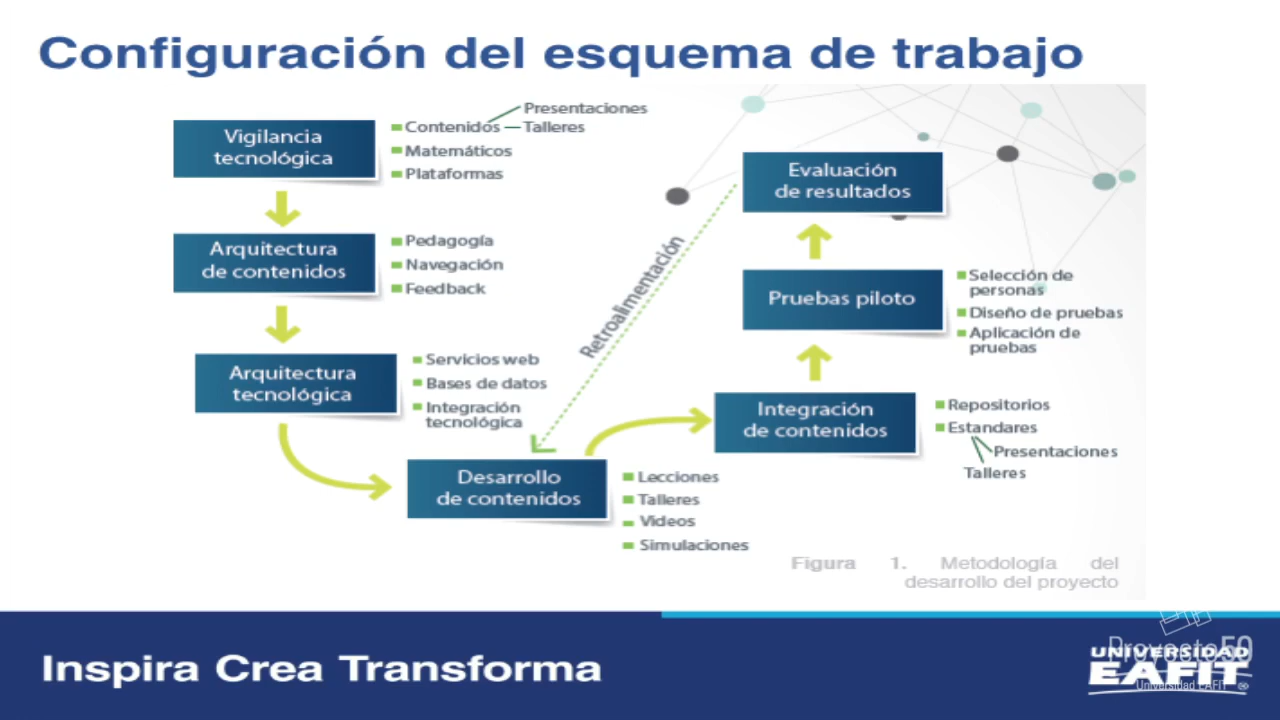 Configuración del esquema de trabajo
Vigilancia
tecnológica
Contenidos
Presentaciones
Talleres
Matemáticos
Plataformas
Arquitectura
de contenidos
Pedagogía
Navegación
Feedback
Arquitectura
tecnológica
Servicios web
Bases de datos
Integración
tecnológica
Desarrollo
de contenidos
Lecciones
Talleres
Videos
Simulaciones
Retroalimentación
Evaluación
de resultados
Pruebas piloto
Selección de
personas
Diseño de pruebas
Aplicación de
pruebas
Integración
de contenidos
Repositorios
Estandares
Presentaciones
Talleres
Figura 1. Metodología del
desarrollo del proyecto
Inspira Crea Transforma
Proyecto50
UNIVERSIDAD
EAFIT
Universidad EAFIT